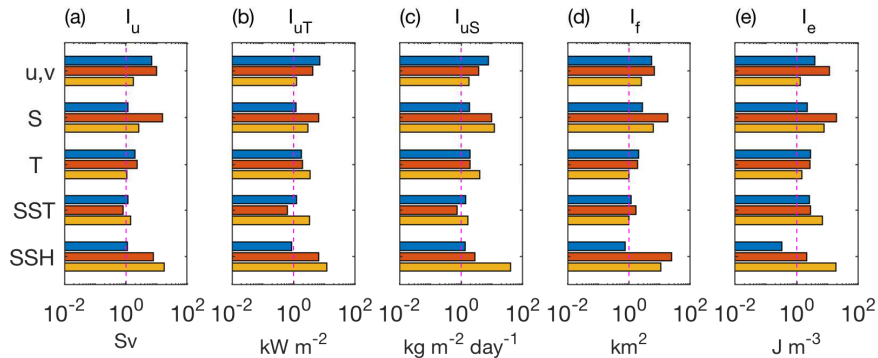 (a) I_u (b) I_uT (c) I_uS (d) I_f (e) I_e
u,v
S
T
SST
SSH
10^-2 10^0 10^2 10^-2 10^0 10^2 10^-2 10^0 10^2 10^-2 10^0 10^2 10^-2 10^0 10^2
Sv kW m^-2 kg m^-2 day^-1 km^2 J m^-3